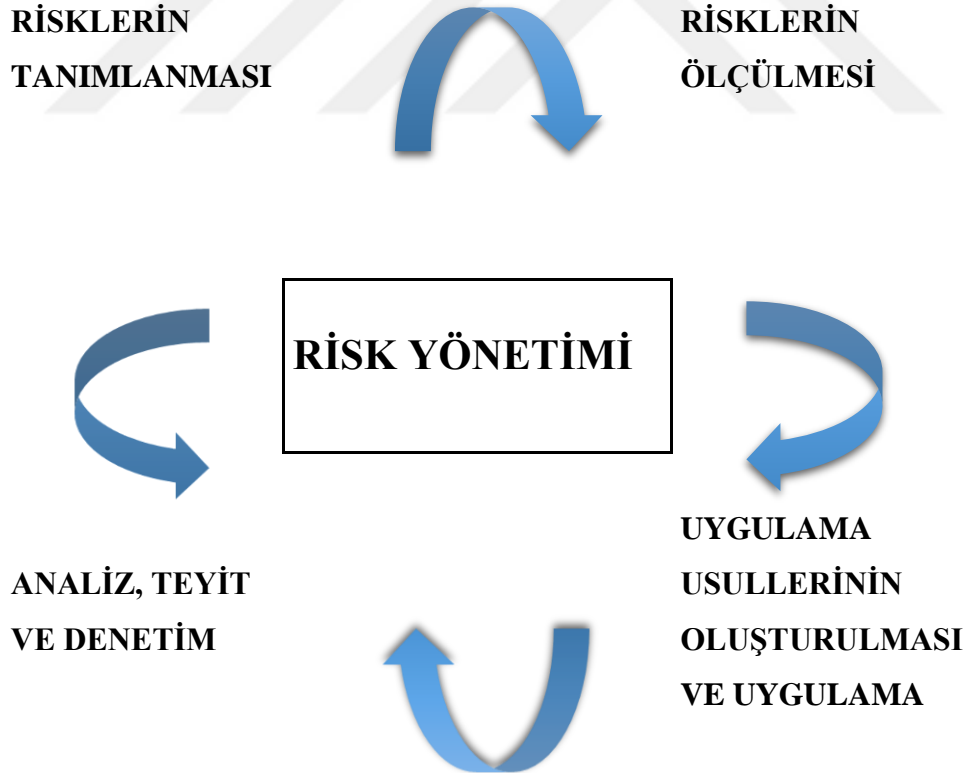 RİSKLERİN
TANIMLANMASI
RİSKLERİN
ÖLÇÜLMESİ
RİSK YÖNETİMİ
ANALİZ, TEYİT
VE DENETİM
UYGULAMA
USULLERİNİN
OLUŞTURULMASI
VE UYGULAMA